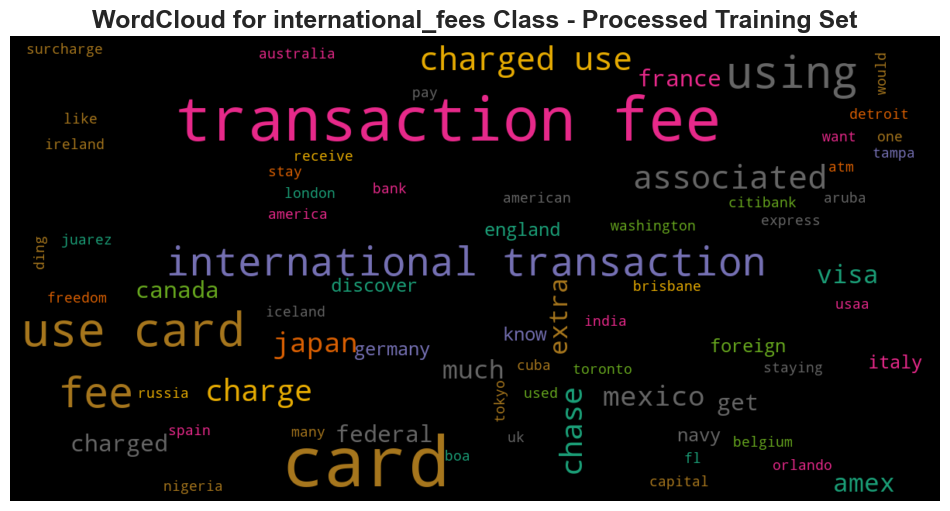 WordCloud for international_fees Class - Processed Training Set
surcharge
australia
charged use
france
using
would
pay
like
transaction fee
detroit
ireland
want
one
receive
tampa
stay
associated
atm
london
bank
american
citibank
aruba
america
england
washington
express
ding
juarez
international transaction
visa
canada
discover
extra
brisbane
freedom
iceland
usaa
use card
india
japan
germany
know
foreign
much
cuba
toronto
staying
italy
fee
russia
charge
tokyo
used
chase
mexico
get
charged
spain
many
federal
uk
navy
belgium
card
boa
fl
orlando
nigeria
capital
amex